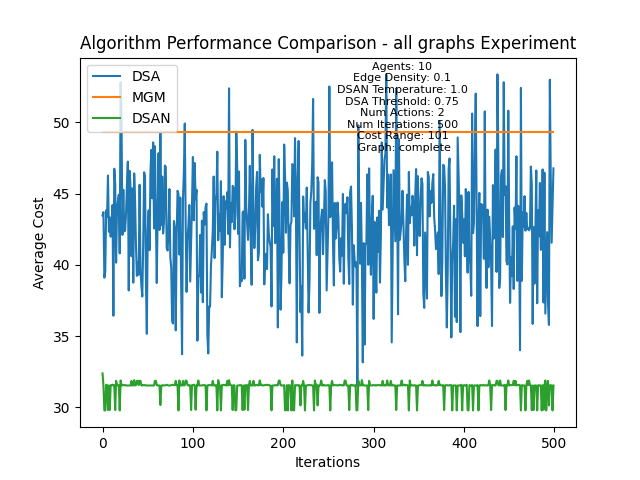 Algorithm Performance Comparison - all graphs Experiment
DSA
MGM
DSAN
Agents: 10
Edge Density: 0.1
DSAN Temperature: 1.0
DSA Threshold: 0.75
Num Actions: 2
Num Iterations: 500
Cost Range: 101
Graph: complete
Average Cost
50
45
40
35
30
0 100 200 300 400 500
Iterations